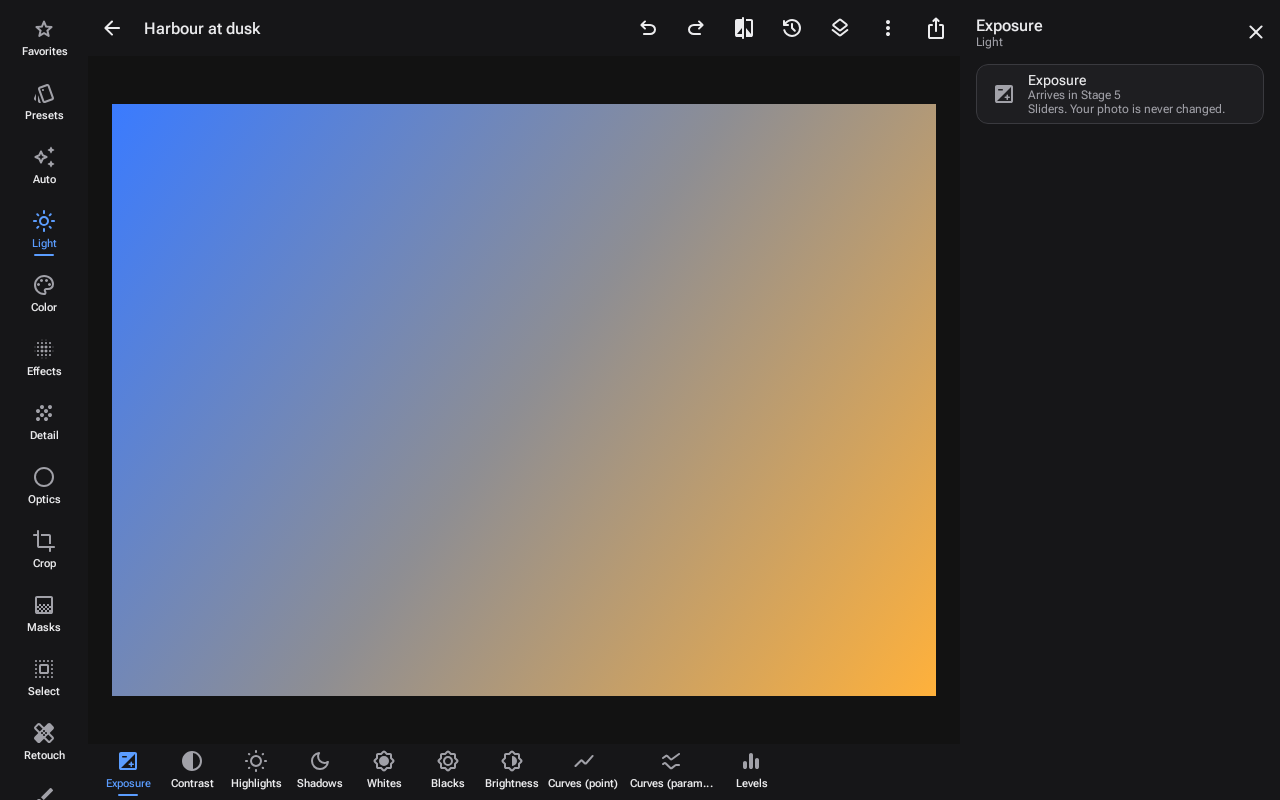 Favorites
Presets
Auto
Light
Color
Effects
Detail
Optics
Crop
Masks
Select
Retouch
Harbour at dusk
Exposure
Light
Exposure
Arrives in Stage 5
Sliders. Your photo is never changed.
Exposure
Contrast
Highlights
Shadows
Whites
Blacks
Brightness
Curves (point)
Curves (param...
Levels